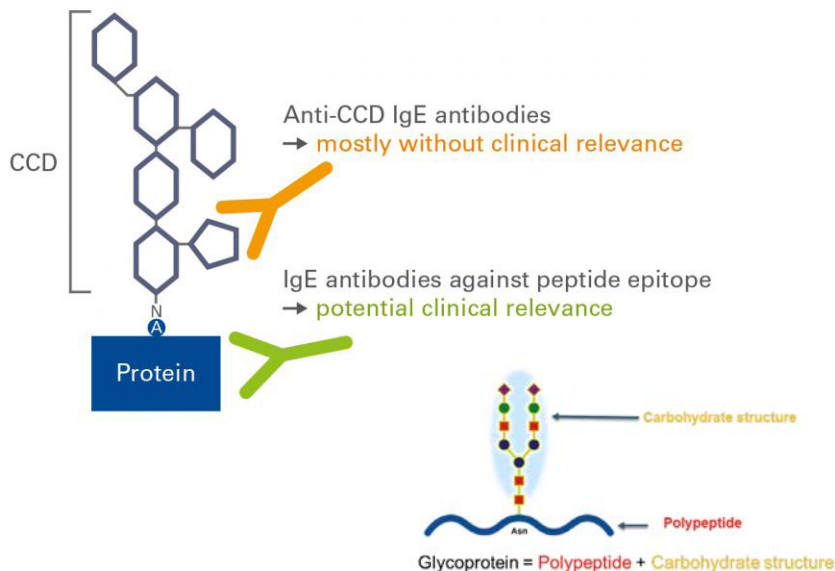 CCD
Anti-CCD IgE antibodies
→ mostly without clinical relevance
IgE antibodies against peptide epitope
→ potential clinical relevance
N
A
Protein
Carbohydrate structure
Polypeptide
Asn
Glycoprotein = Polypeptide + Carbohydrate structure